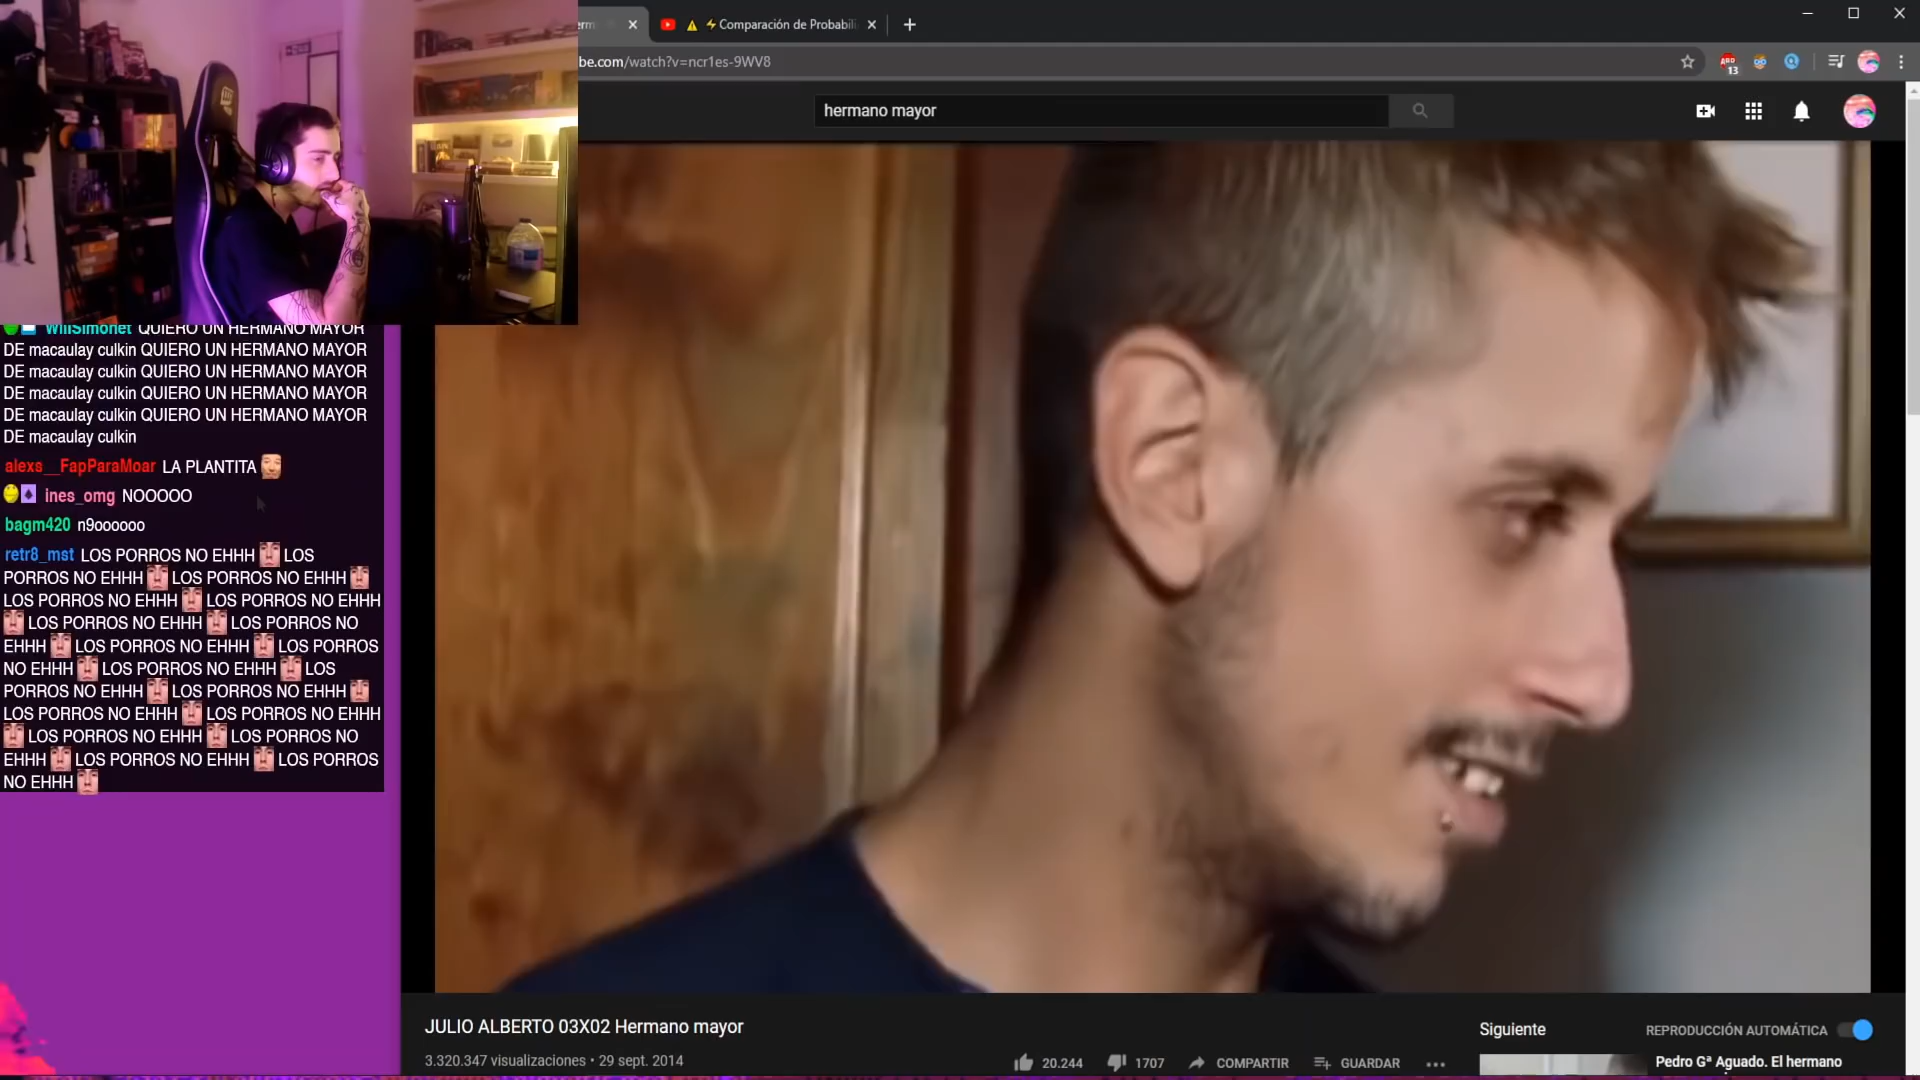 ⚡Comparación de Probabili
be.com/watch?v=ncr1es-9WV8
13
hermano mayor
WillSimonet QUIERO UN HERMANO MAYOR
DE macaulay culkin QUIERO UN HERMANO MAYOR
DE macaulay culkin QUIERO UN HERMANO MAYOR
DE macaulay culkin QUIERO UN HERMANO MAYOR
DE macaulay culkin QUIERO UN HERMANO MAYOR
DE macaulay culkin
alexs__FapParaMoar LA PLANTITA
ines_omg NOOOOO
bagm420 n9oooooo
retr8_mst LOS PORROS NO EHHH LOS
PORROS NO EHHH LOS PORROS NO EHHH
LOS PORROS NO EHHH LOS PORROS NO EHHH
LOS PORROS NO EHHH LOS PORROS NO
EHHH LOS PORROS NO EHHH LOS PORROS
NO EHHH LOS PORROS NO EHHH LOS
PORROS NO EHHH LOS PORROS NO EHHH
LOS PORROS NO EHHH LOS PORROS NO EHHH
LOS PORROS NO EHHH LOS PORROS NO
EHHH LOS PORROS NO EHHH LOS PORROS
NO EHHH
JULIO ALBERTO 03X02 Hermano mayor
3.320.347 visualizaciones • 29 sept. 2014
20.244
1707
COMPARTIR
GUARDAR
Siguiente
REPRODUCCIÓN AUTOMÁTICA
Pedro Gª Aguado. El hermano